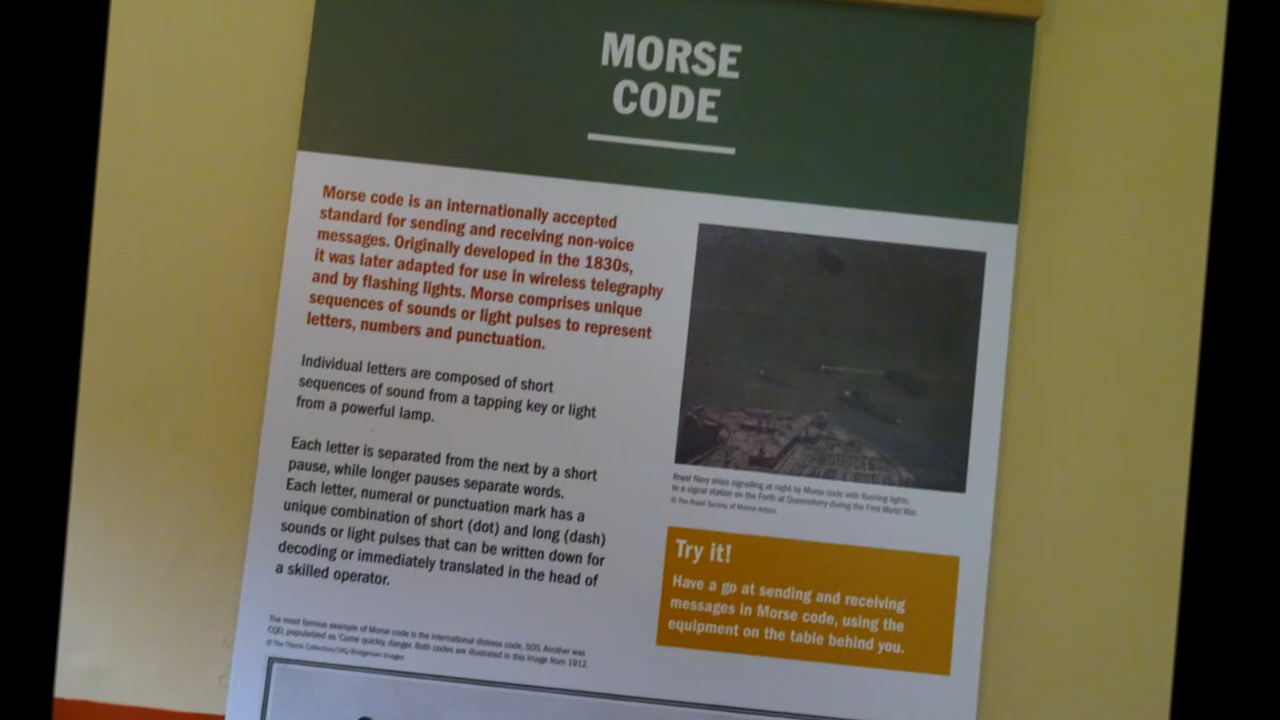 MORSE
CODE
Morse code is an internationally accepted
standard for sending and receiving non-voice
messages. Originally developed in the 1830s,
it was later adapted for use in wireless telegraphy
and by flashing lights. Morse comprises unique
sequences of sounds or light pulses to represent
letters, numbers and punctuation.
Individual letters are composed of short
sequences of sound from a tapping key or light
from a powerful lamp.
Each letter is separated from the next by a short
pause, while longer pauses separate words.
Each letter, numeral or punctuation mark has a
unique combination of short (dot) and long (dash)
sounds or light pulses that can be written down for
decoding or immediately translated in the head of
a skilled operator.
The most famous example of Morse code is the international distress code, SOS. Another was
CQD, popularized as 'Come quickly, danger. Both codes are illustrated in this image from 1912.
© The Titanic Collection/UIG/Bridgeman Images
Royal Navy ships signalling at night by Morse code with flashing lights,
to a signal station on the Forth at Queensferry during the First World War.
© The Royal Society of Marine Artists
Try it!
Have a go at sending and receiving
messages in Morse code, using the
equipment on the table behind you.